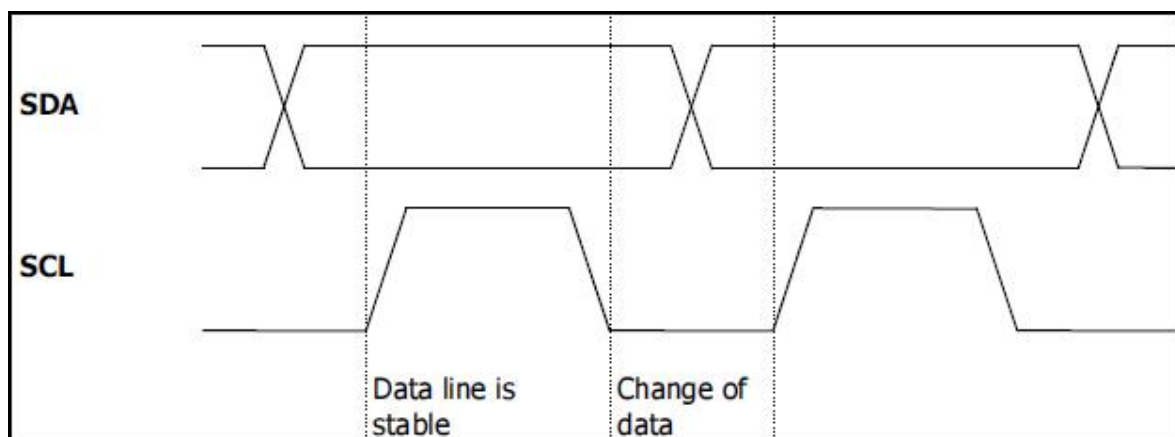 SDA
SCL
Data line is
stable
Change of
data